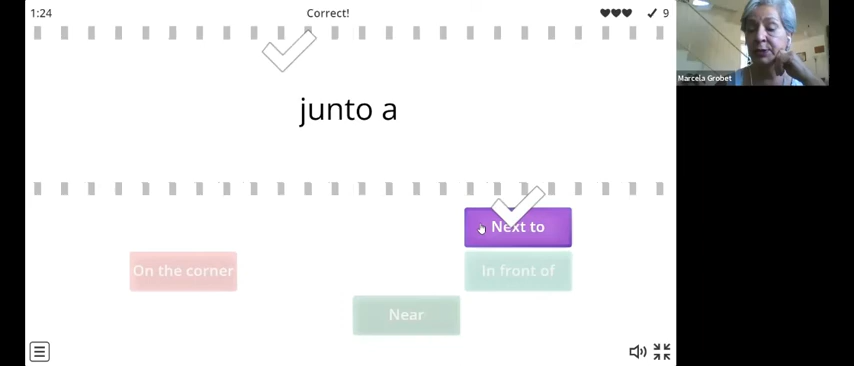 1:24
Correct!
9
Marcela Grobet
junto a
Next to
On the corner
In front of
Near